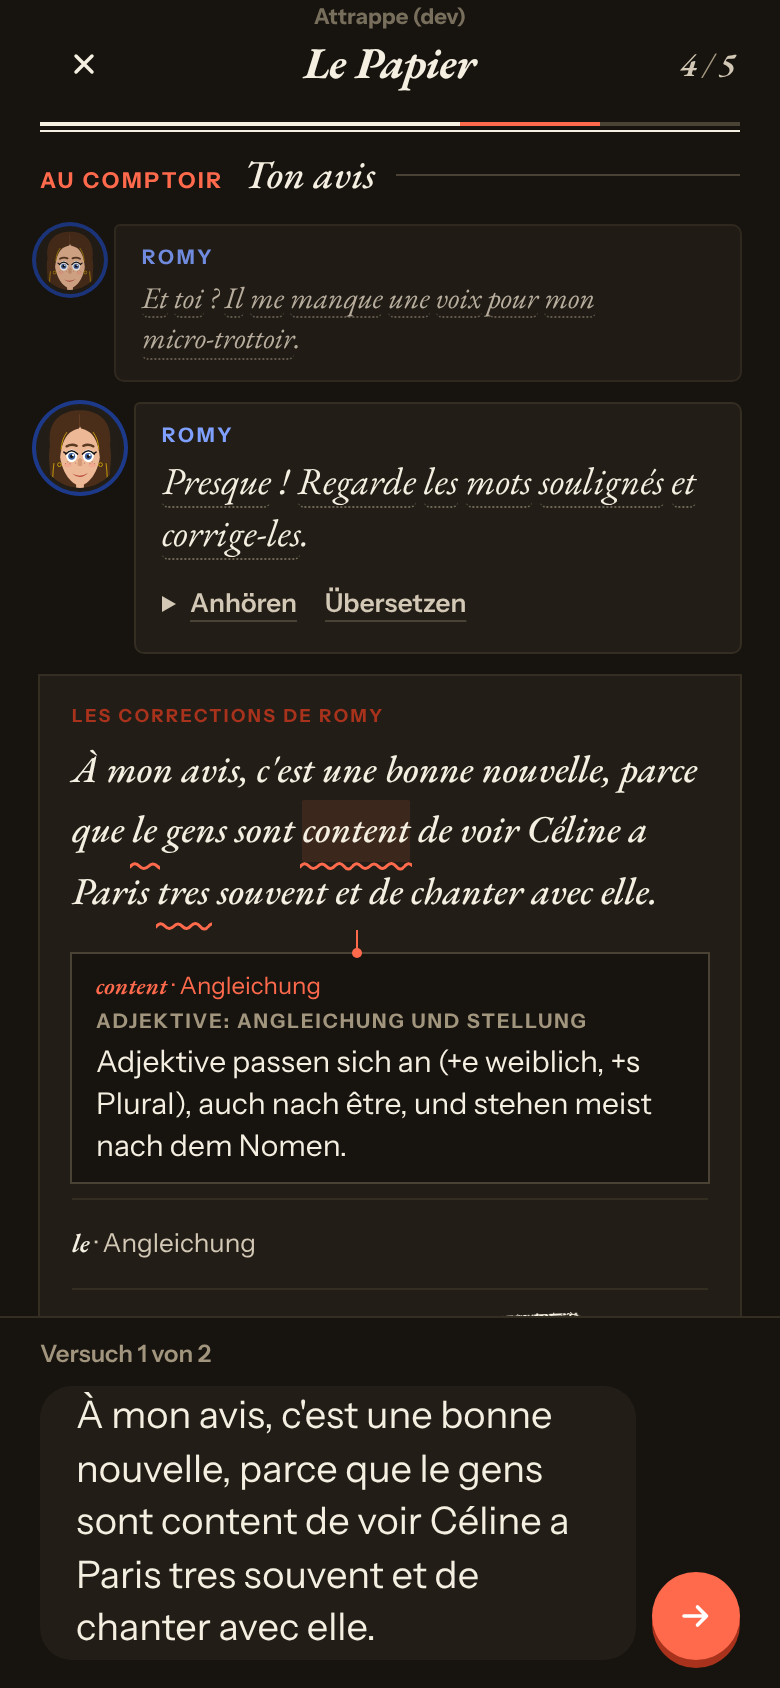 Attrappe (dev)
Le Papier
4 / 5
AU COMPTOIR Ton avis
ROMY
Et toi ? Il me manque une voix pour mon
micro-trottoir.
ROMY
Presque ! Regarde les mots soulignés et
corrige-les.
Anhören Übersetzen
LES CORRECTIONS DE ROMY
À mon avis, c'est une bonne nouvelle, parce
que le gens sont content de voir Céline a
Paris tres souvent et de chanter avec elle.
content · Angleichung
ADJEKTIVE: ANGLEICHUNG UND STELLUNG
Adjektive passen sich an (+e weiblich, +s
Plural), auch nach être, und stehen meist
nach dem Nomen.
le · Angleichung
Versuch 1 von 2
À mon avis, c'est une bonne
nouvelle, parce que le gens
sont content de voir Céline a
Paris tres souvent et de
chanter avec elle.